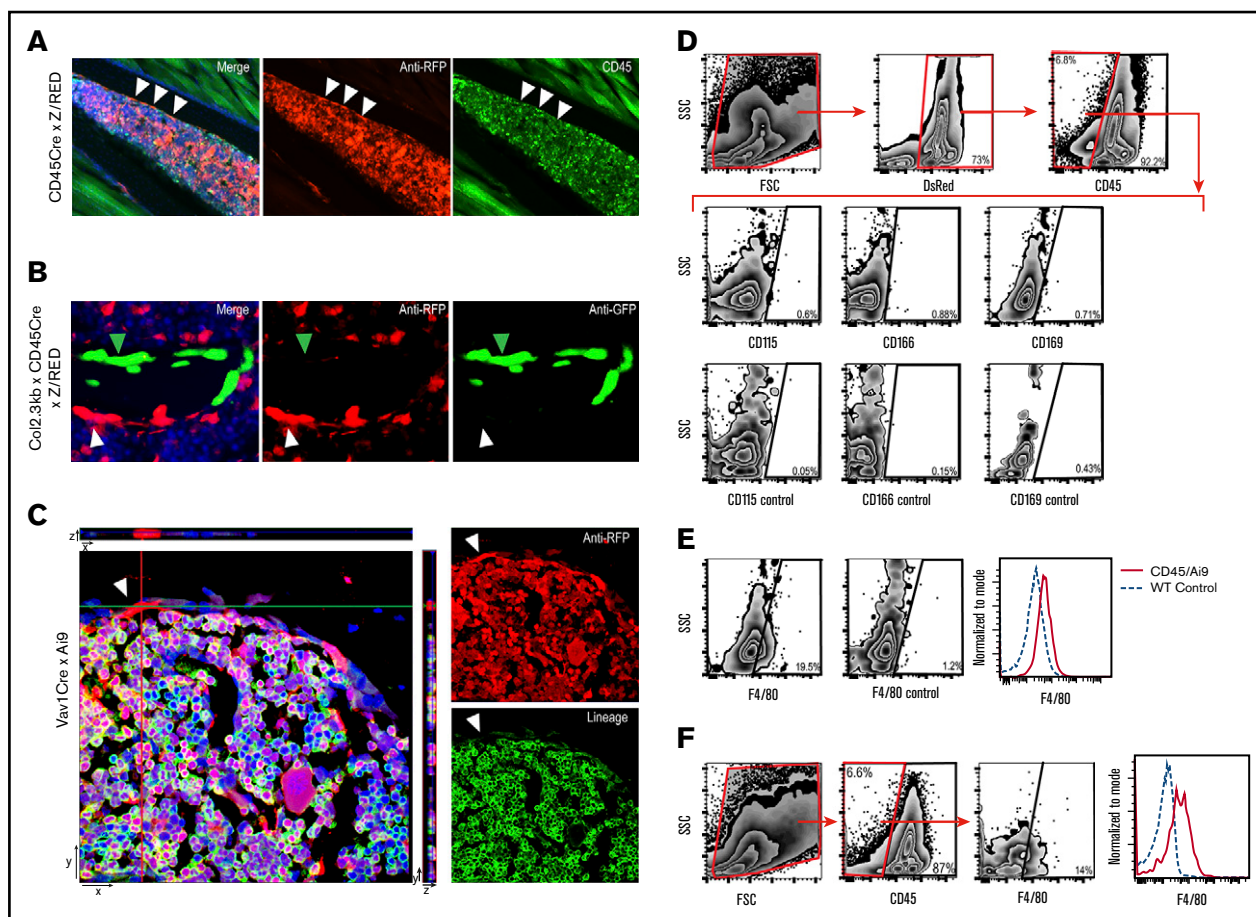 A
CD45Cre x Z/RED
Merge
Anti-RFP
CD45
B
Col2.3kb x CD45Cre
x Z/RED
Merge
Anti-RFP
Anti-GFP
C
Vav1Cre x Ai9
z
x
y
x
y
z
Anti-RFP
Lineage
D
SSC
FSC
73%
DsRed
6.8%
92.2%
CD45
SSC
0.6%
CD115
0.88%
CD166
0.71%
CD169
SSC
0.05%
CD115 control
0.15%
CD166 control
0.43%
CD169 control
E
SSC
19.5%
F4/80
1.2%
F4/80 control
Normalized to mode
F4/80
CD45/Ai9
WT Control
F
SSC
FSC
6.6%
87%
CD45
14%
F4/80
Normalized to mode
F4/80